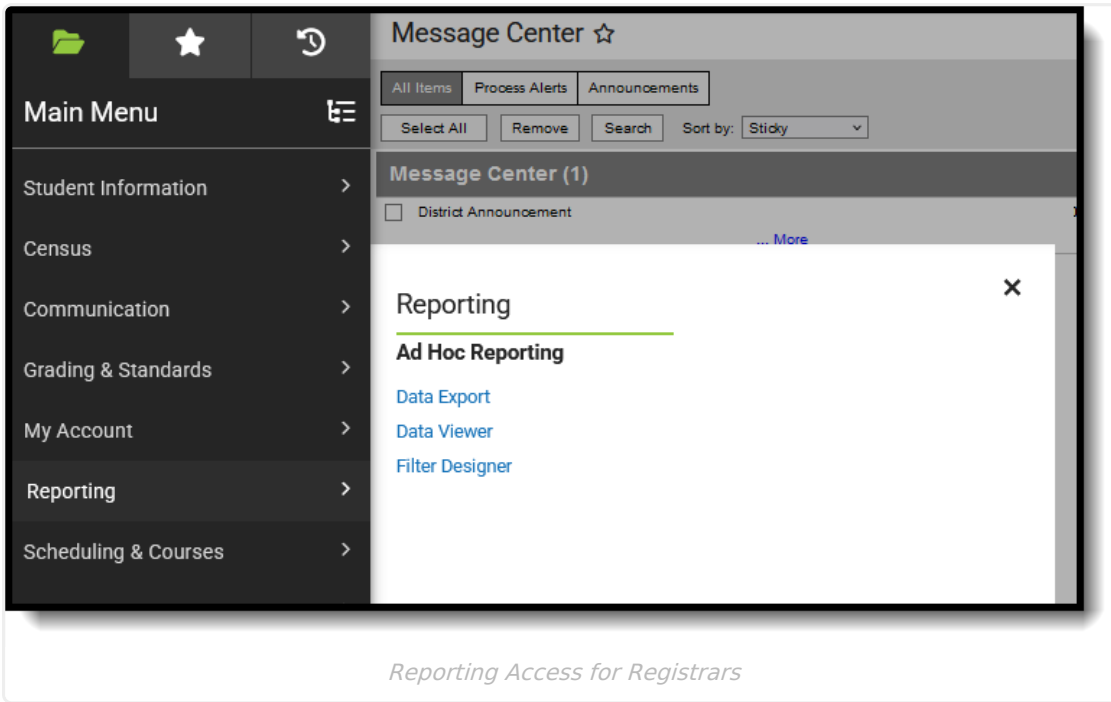 Message Center
Main Menu
All Items Process Alerts Announcements
Select All Remove Search Sort by: Sticky
Message Center (1)
Student Information
District Announcement
... More
Census
Communication
Grading & Standards
My Account
Reporting
Scheduling & Courses
Reporting
Ad Hoc Reporting
Data Export
Data Viewer
Filter Designer
Reporting Access for Registrars